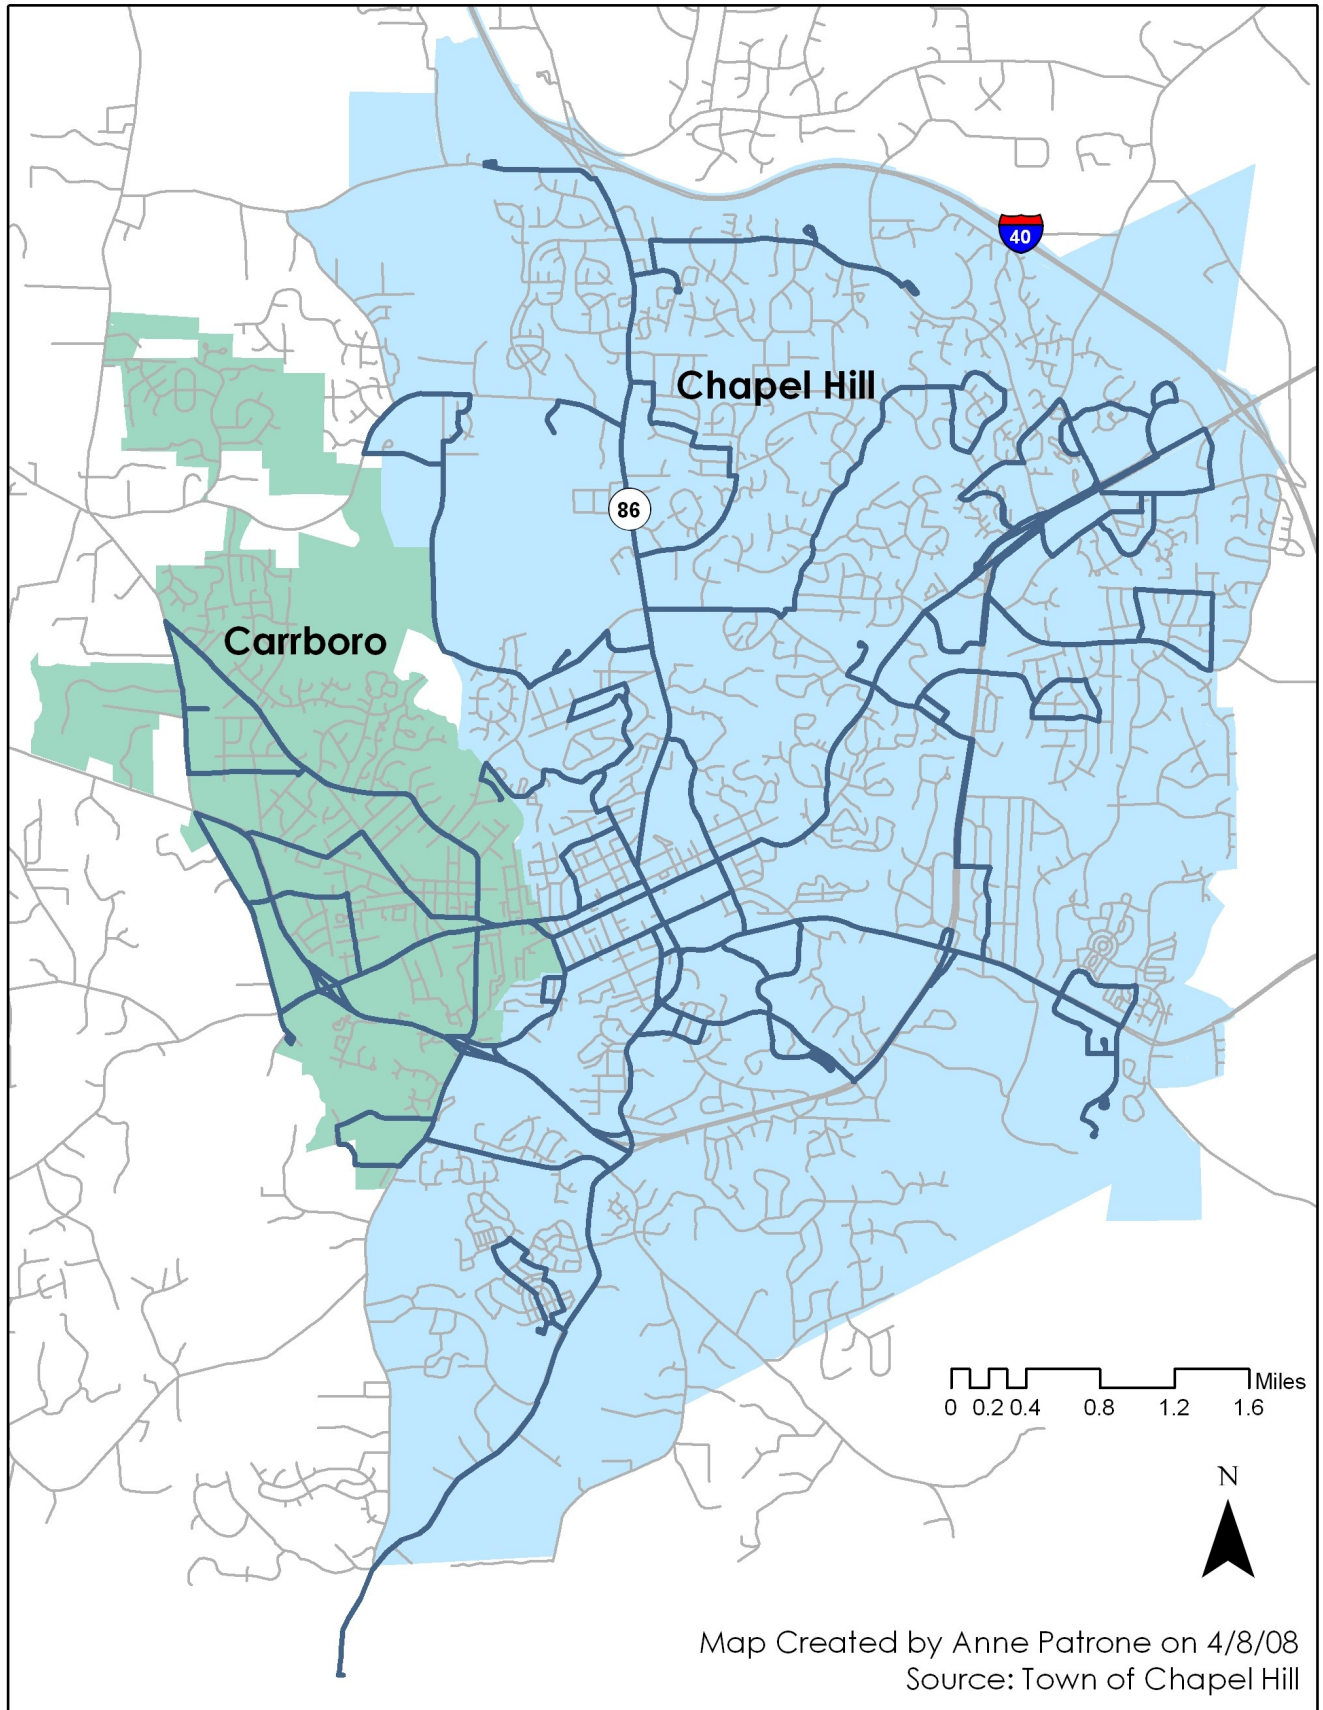 40
Chapel Hill
86
Carrboro
Miles
0 0.2 0.4 0.8 1.2 1.6
N
Map Created by Anne Patrone on 4/8/08
Source: Town of Chapel Hill